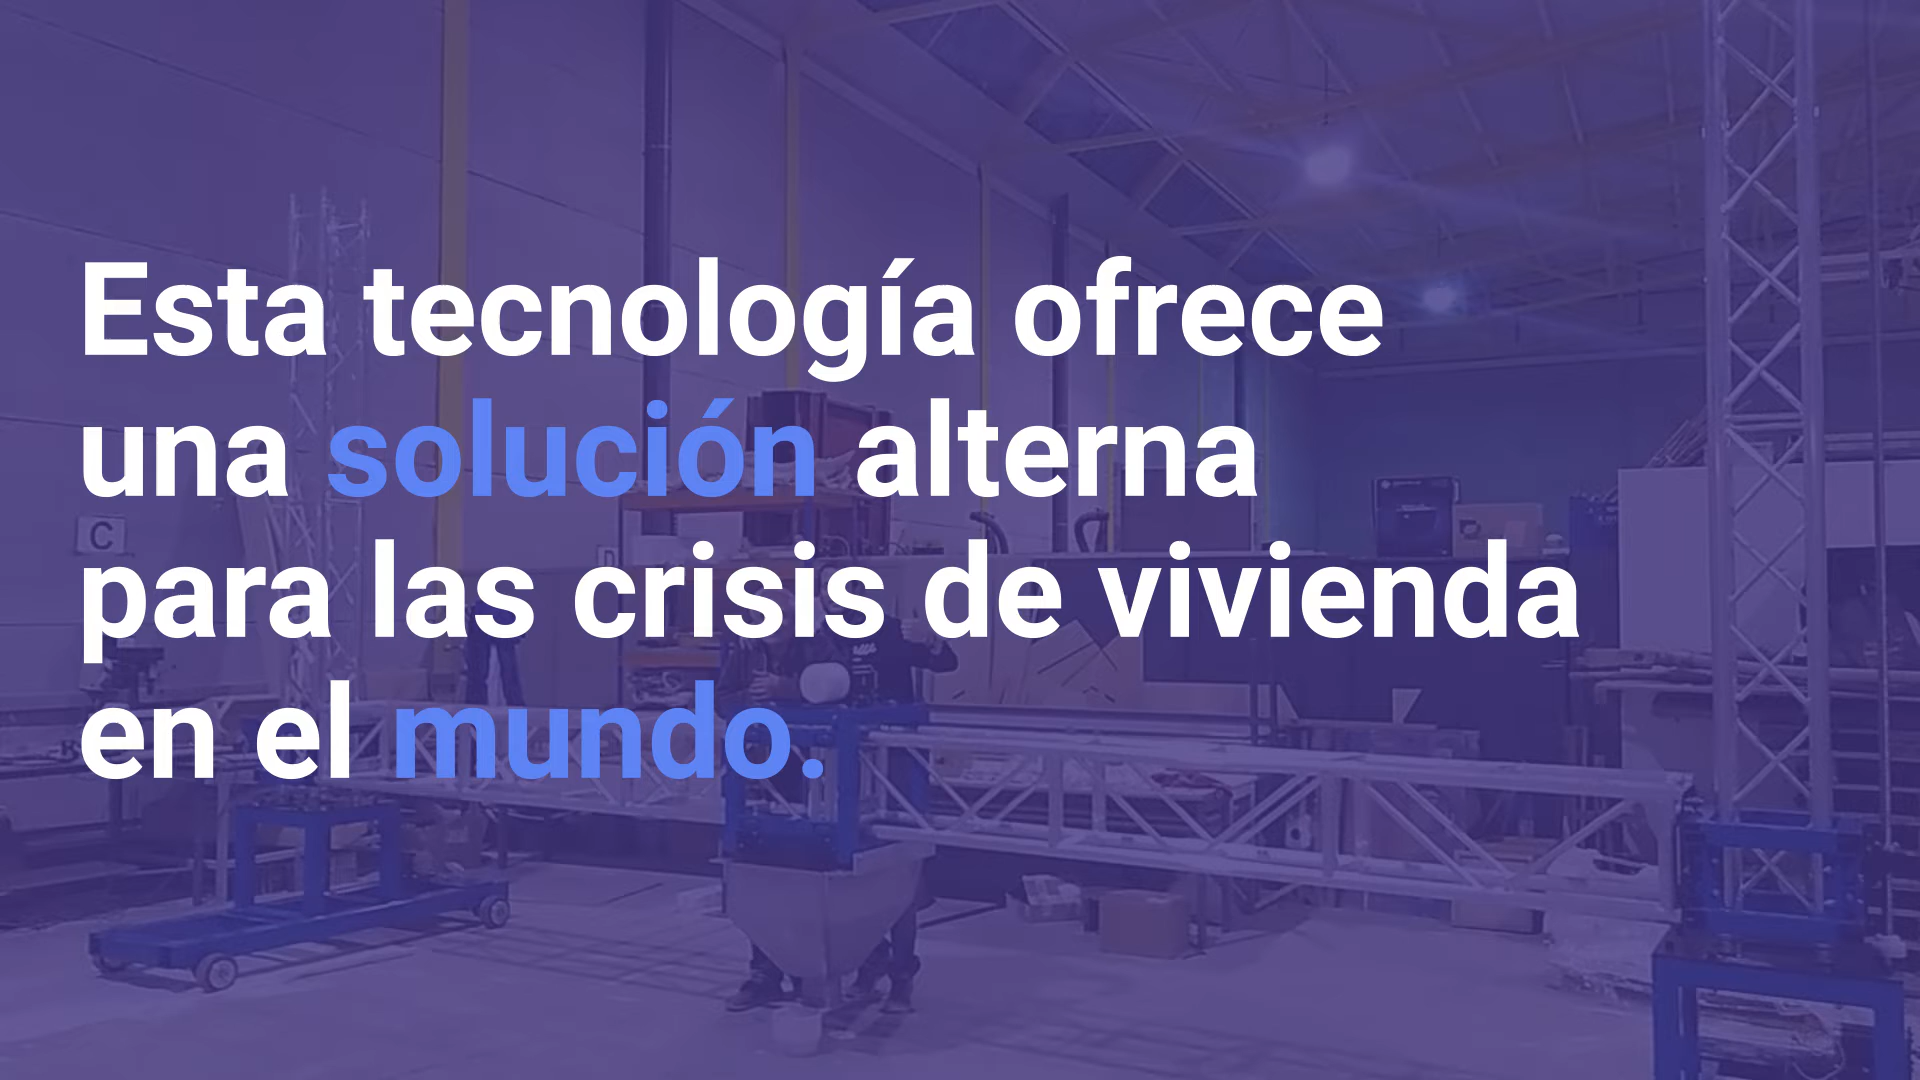 Esta tecnología ofrece
una solución alterna
para las crisis de vivienda
en el mundo.
C
D